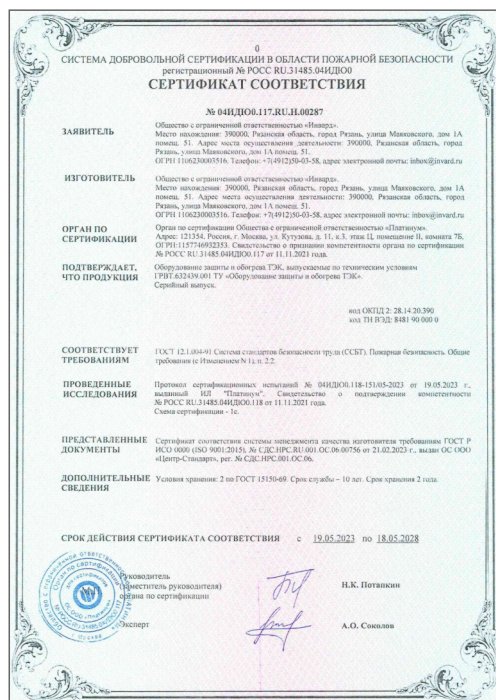 0
СИСТЕМА ДОБРОВОЛЬНОЙ СЕРТИФИКАЦИИ В ОБЛАСТИ ПОЖАРНОЙ БЕЗОПАСНОСТИ
регистрационный № РОСС RU.31485.04ИДЮ0
СЕРТИФИКАТ СООТВЕТСТВИЯ
№ 04ИДЮ0.117.RU.Н.00287
ЗАЯВИТЕЛЬ
Общество с ограниченной ответственностью «Инвард».
Место нахождения: 390000, Рязанская область, город Рязань, улица Маяковского, дом 1А
помещ. 51. Адрес места осуществления деятельности: 390000, Рязанская область, город
Рязань, улица Маяковского, дом 1А помещ. 51.
ОГРН 1106230003516. Телефон: +7(4912)50-03-58, адрес электронной почты: inbox@invard.ru
ИЗГОТОВИТЕЛЬ
Общество с ограниченной ответственностью «Инвард».
Место нахождения: 390000, Рязанская область, город Рязань, улица Маяковского, дом 1А
помещ. 51. Адрес места осуществления деятельности: 390000, Рязанская область, город
Рязань, улица Маяковского, дом 1А помещ. 51.
ОГРН 1106230003516. Телефон: +7(4912)50-03-58, адрес электронной почты: inbox@invard.ru
ОРГАН ПО
СЕРТИФИКАЦИИ
Орган по сертификации Общества с ограниченной ответственностью «Платинум».
Адрес: 121354, Россия, г. Москва, ул. Кутузова, д. 11, к.3, этаж Ц, помещение II, комната 7Б,
ОГРН:1157746932353. Свидетельство о признании компетентности органа по сертификации
№ РОСС RU.31485.04ИДЮ0.117 от 11.11.2021 года.
ПОДТВЕРЖДАЕТ,
ЧТО ПРОДУКЦИЯ
Оборудование защиты и обогрева ТЭК, выпускаемые по техническим условиям
ГРВТ.632439.001 ТУ «Оборудование защиты и обогрева ТЭК».
Серийный выпуск.
код ОКПД 2: 28.14.20.390
код ТН ВЭД: 8481 90 000 0
СООТВЕТСТВУЕТ
ТРЕБОВАНИЯМ
ГОСТ 12.1.004-91 Система стандартов безопасности труда (ССБТ). Пожарная безопасность. Общие
требования (с Изменением N 1), п. 2.2.
ПРОВЕДЕННЫЕ
ИССЛЕДОВАНИЯ
Протокол сертификационных испытаний № 04ИДЮ0.118-151/05-2023 от 19.05.2023 г.,
выданный ИЛ "Платинум". Свидетельство о подтверждении компетентности
№ РОСС RU.31485.04ИДЮ0.118 от 11.11.2021 года.
Схема сертификации - 1с.
ПРЕДСТАВЛЕННЫЕ
ДОКУМЕНТЫ
Сертификат соответствия системы менеджмента качества изготовителя требованиям ГОСТ Р
ИСО 0000 (ISO 9001:2015), № СДС.НРС.RU.001.ОС.06.00756 от 21.02.2023 г., выдан ОС ООО
«Центр-Стандарт», рег. № СДС.НРС.001.ОС.06.
ДОПОЛНИТЕЛЬНЫЕ
СВЕДЕНИЯ
Условия хранения: 2 по ГОСТ 15150-69. Срок службы – 10 лет. Срок хранения 2 года.
СРОК ДЕЙСТВИЯ СЕРТИФИКАТА СООТВЕТСТВИЯ с 19.05.2023 по 18.05.2028
Руководитель
(заместитель руководителя)
органа по сертификации
Н.К. Потапкин
Эксперт
А.О. Соколов